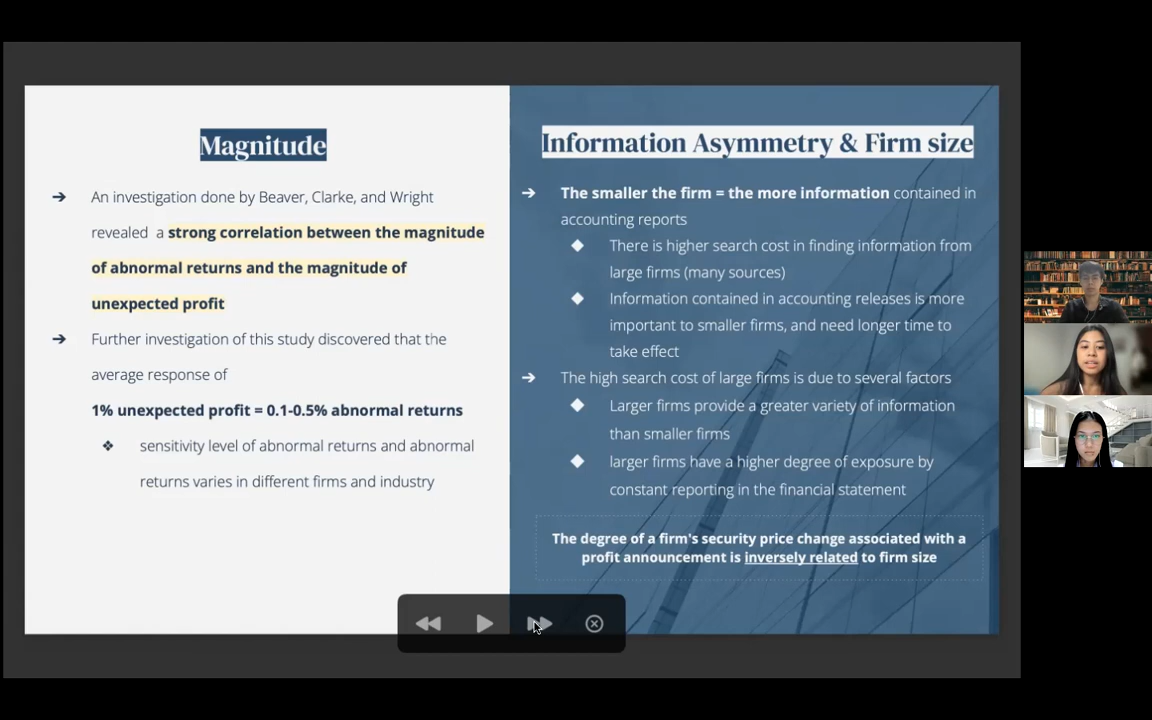 Magnitude
An investigation done by Beaver, Clarke, and Wright
revealed a strong correlation between the magnitude
of abnormal returns and the magnitude of
unexpected profit
Further investigation of this study discovered that the
average response of
1% unexpected profit = 0.1-0.5% abnormal returns
sensitivity level of abnormal returns and abnormal
returns varies in different firms and industry
Information Asymmetry & Firm size
The smaller the firm = the more information contained in
accounting reports
There is higher search cost in finding information from
large firms (many sources)
Information contained in accounting releases is more
important to smaller firms, and need longer time to
take effect
The high search cost of large firms is due to several factors
Larger firms provide a greater variety of information
than smaller firms
larger firms have a higher degree of exposure by
constant reporting in the financial statement
The degree of a firm's security price change associated with a
profit announcement is inversely related to firm size